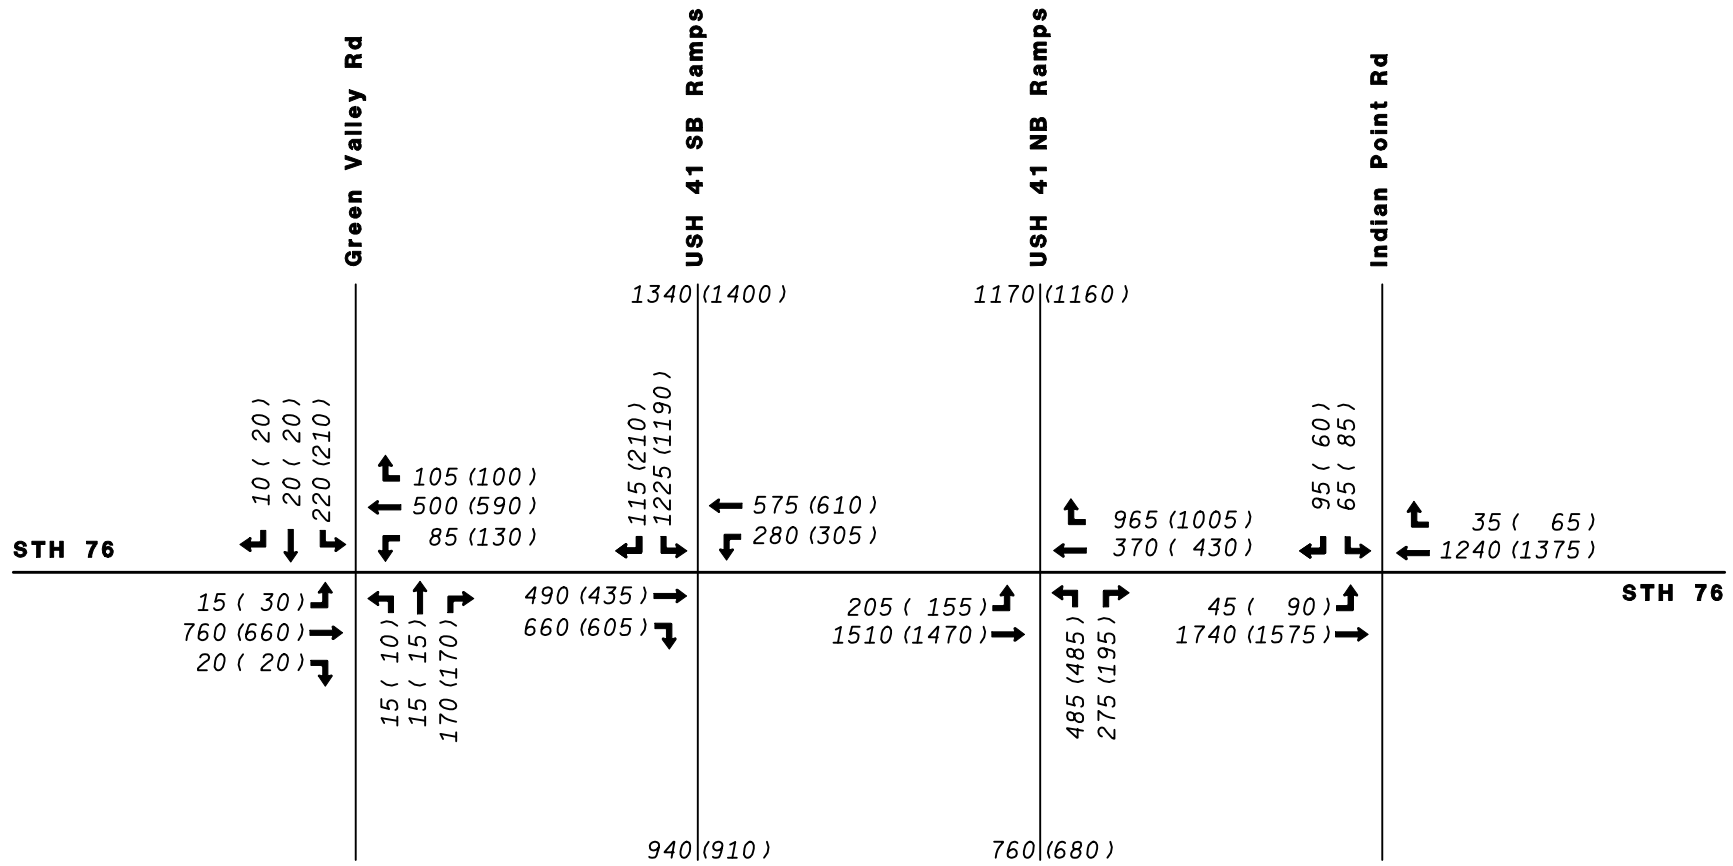 Green Valley Rd
USH 41 SB Ramps
USH 41 NB Ramps
Indian Point Rd
1340 (1400)
1170 (1160)
10 ( 20)
20 ( 20)
220 (210)
105 (100)
500 (590)
85 (130)
115 (210)
1225 (1190)
575 (610)
280 (305)
965 (1005)
370 ( 430)
95 ( 60)
65 ( 85)
35 ( 65)
1240 (1375)
STH 76
STH 76
15 ( 30)
760 (660)
20 ( 20)
15 ( 10)
15 ( 15)
170 (170)
490 (435)
660 (605)
205 ( 155)
1510 (1470)
485 (485)
275 (195)
45 ( 90)
1740 (1575)
940 (910)
760 (680)